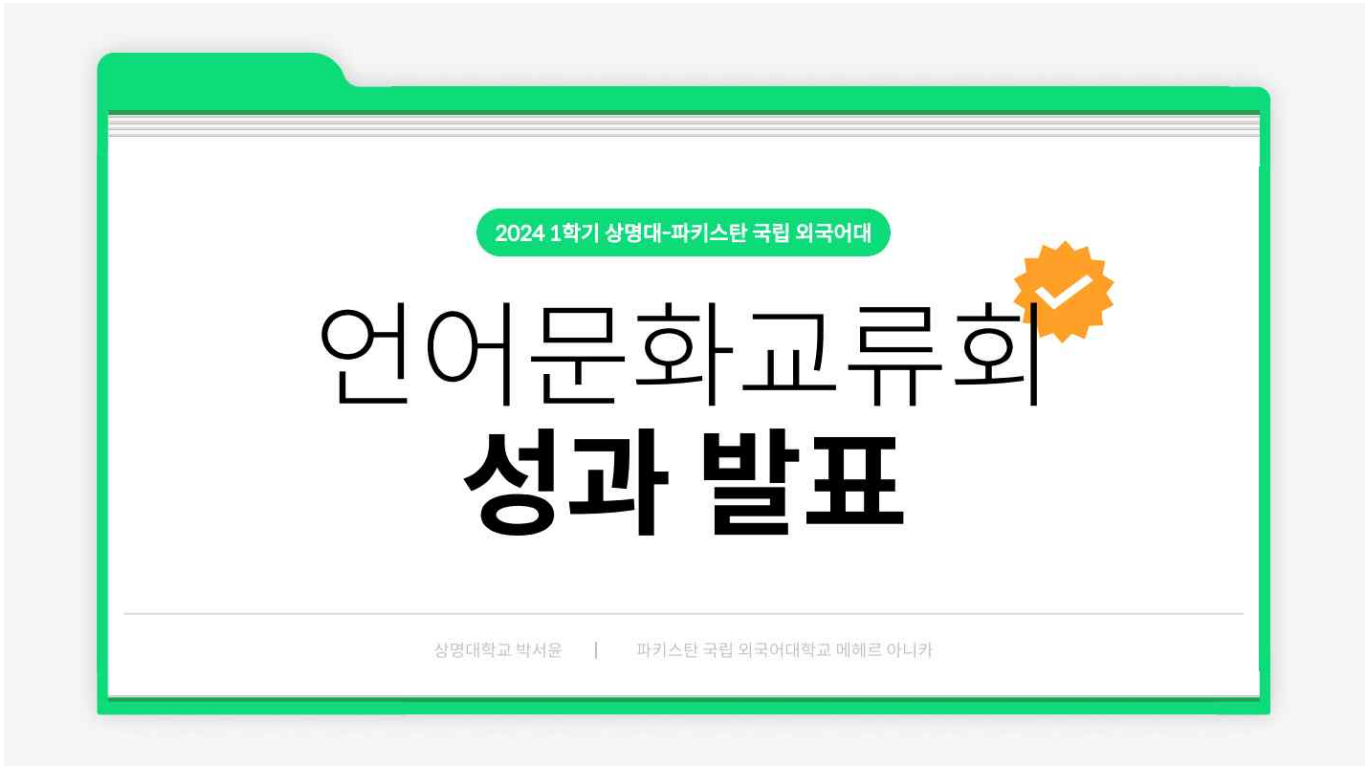 2024 1학기 상명대-파키스탄 국립 외국어대
언어문화교류회
성과 발표
상명대학교 박서윤 | 파키스탄 국립 외국어대학교 메헤르 아니카